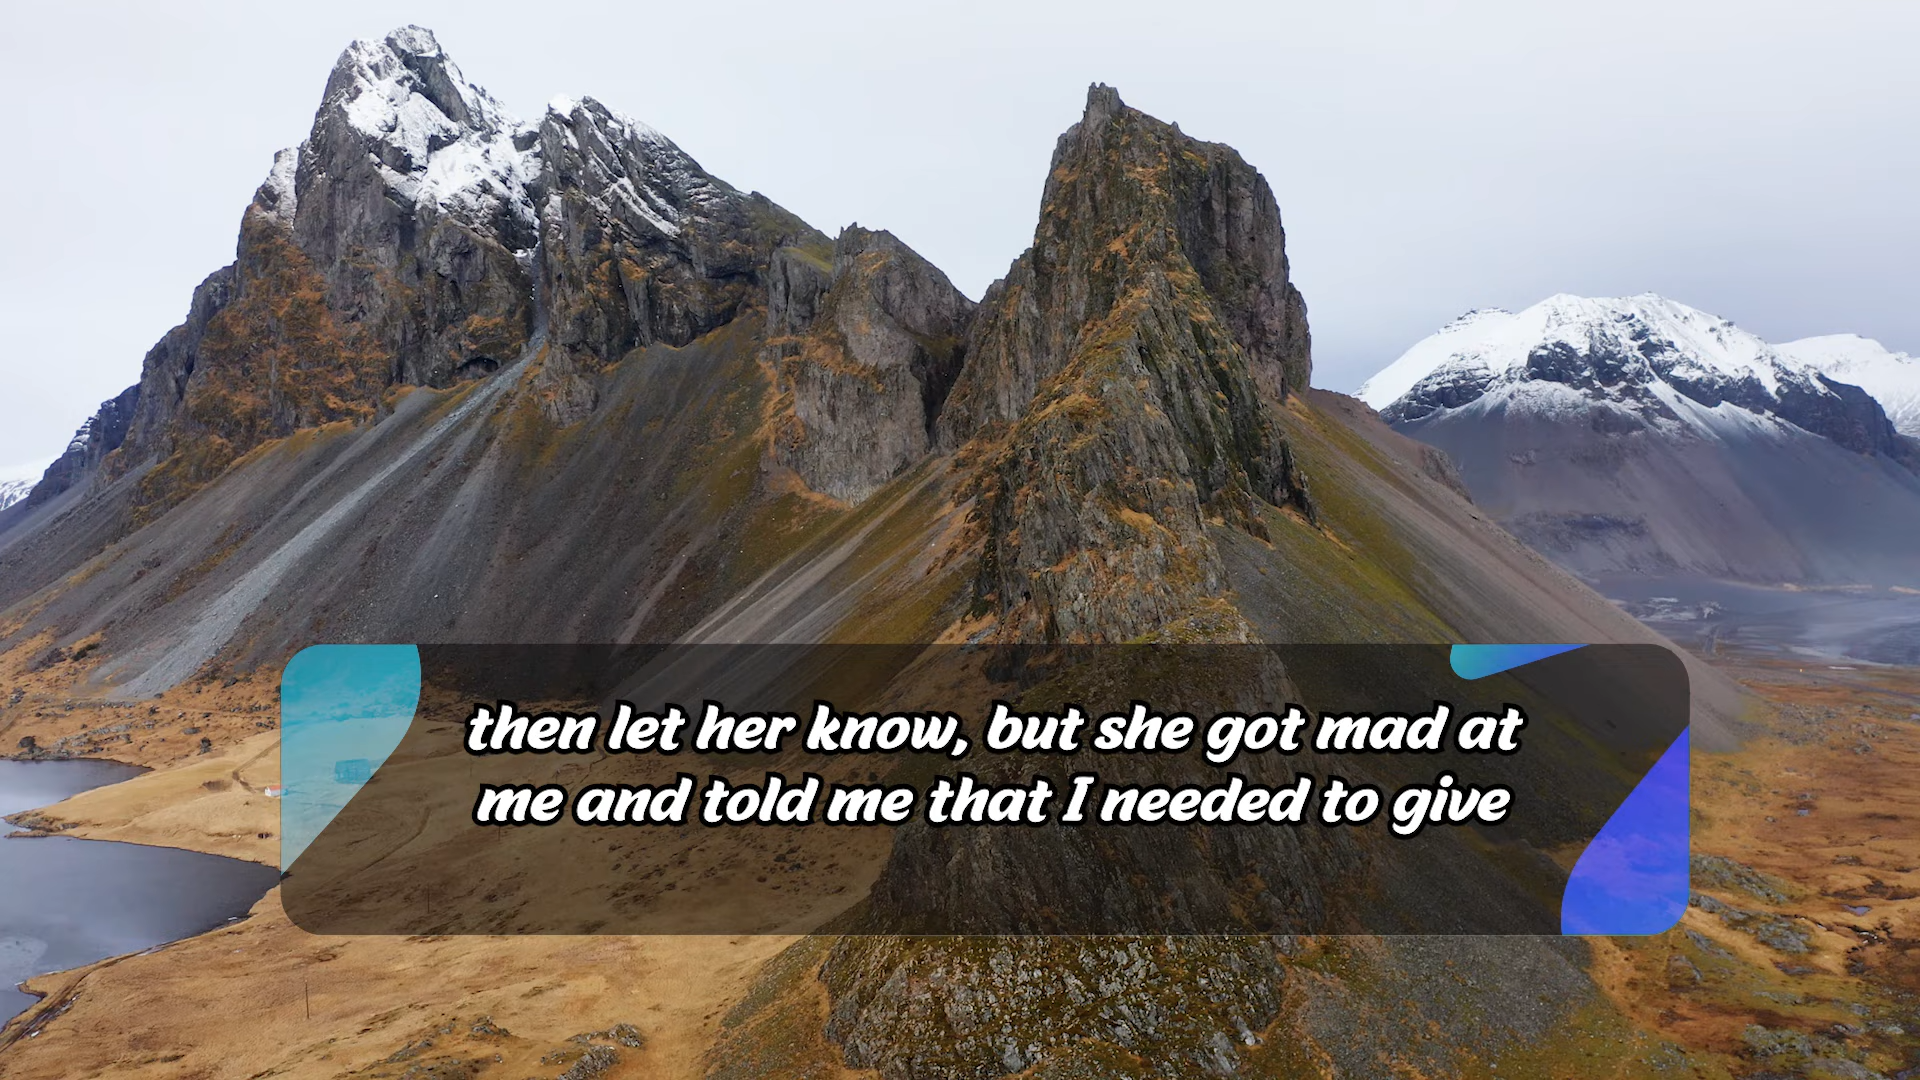 then let her know, but she got mad at
me and told me that I needed to give